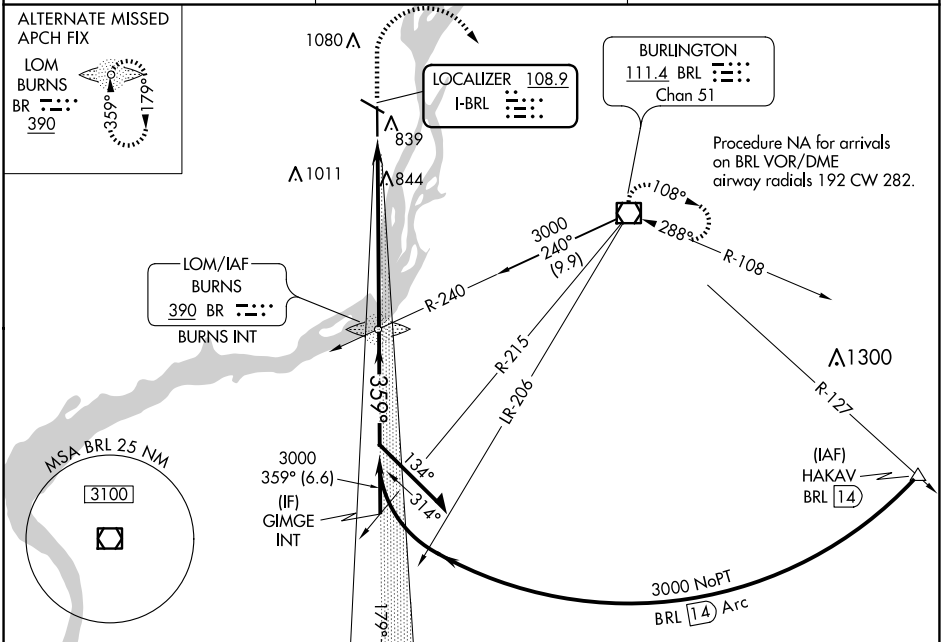 ALTERNATE MISSED
APCH FIX
LOM
BURNS
BR
390
359°
179°
1080
LOCALIZER 108.9
I-BRL
BURLINGTON
111.4 BRL
Chan 51
Procedure NA for arrivals
on BRL VOR/DME
airway radials 192 CW 282.
839
1011
844
108°
288°
R-108
3000
240°
(9.9)
R-240
LOM/IAF
BURNS
390 BR
BURNS INT
R-215
LR-206
1300
R-127
359°
MSA BRL 25 NM
3100
3000
359° (6.6)
(IF)
GIMGE
INT
134°
314°
(IAF)
HAKAV
BRL 14
3000 NoPT
BRL 14 Arc
179°